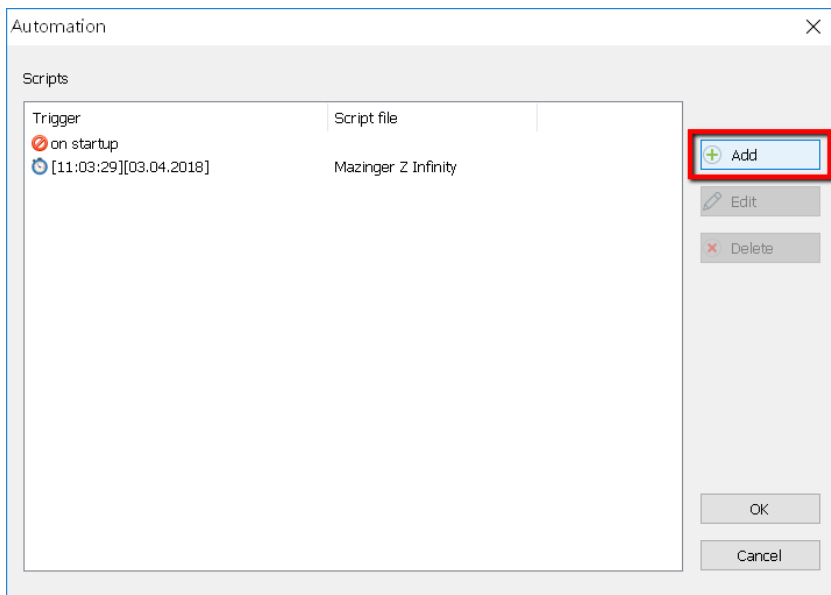 Automation
Scripts
Trigger Script file
on startup
[11:03:29][03.04.2018] Mazinger Z Infinity
Add
Edit
Delete
OK
Cancel